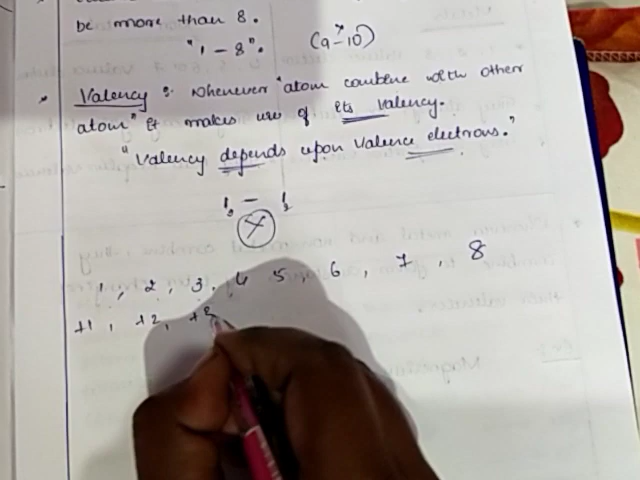 be more than 8.
"1 – 8". (9–10)
Valency : Whenever "atom combine with other
atom" it makes use of its valency.
"Valency depends upon Valence electrons."
1, 2, 3, 4 5, 6, 7, 8
+1, +2, +3